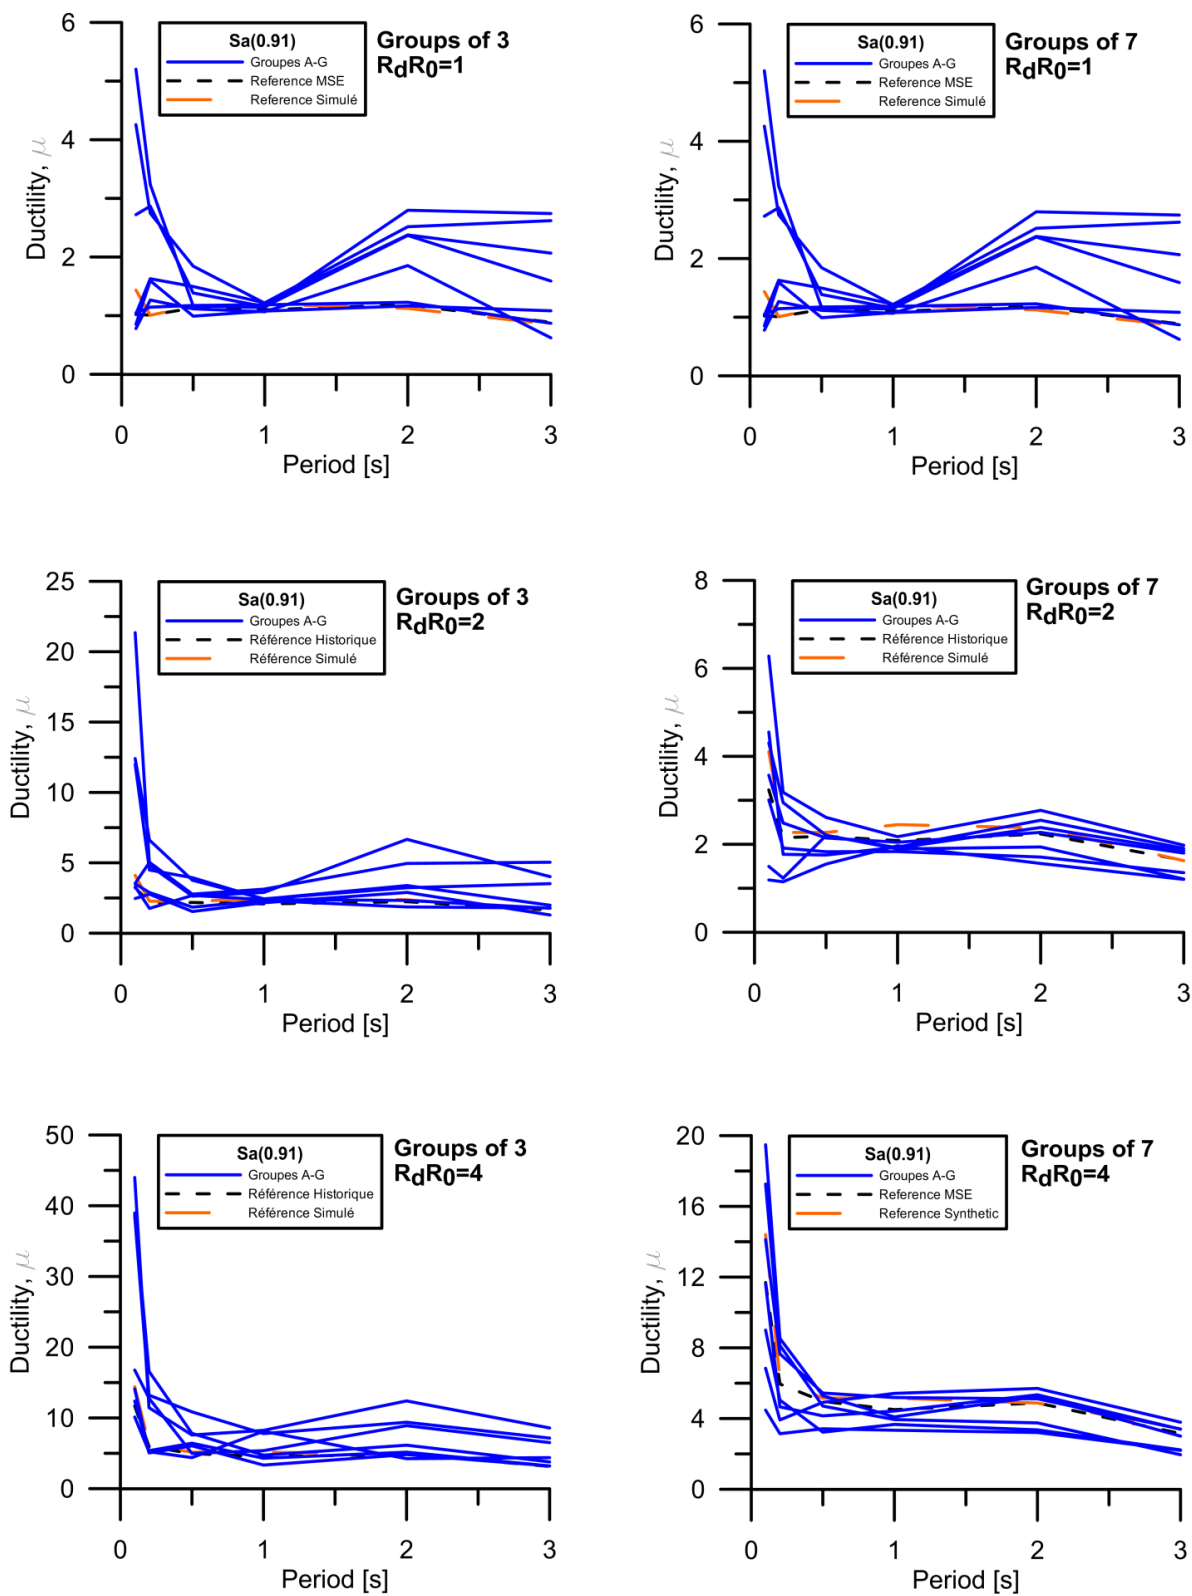 Sa(0.91)
Groupes A-G
Reference MSE
Reference Simulé
Groups of 3
RdR0=1
6
4
2
0
Ductility, μ
0 1 2 3
Period [s]
Sa(0.91)
Groupes A-G
Reference MSE
Reference Simulé
Groups of 7
RdR0=1
6
4
2
0
Ductility, μ
0 1 2 3
Period [s]
Sa(0.91)
Groupes A-G
Référence Historique
Référence Simulé
Groups of 3
RdR0=2
25
20
15
10
5
0
Ductility, μ
0 1 2 3
Period [s]
Sa(0.91)
Groupes A-G
Référence Historique
Référence Simulé
Groups of 7
RdR0=2
8
6
4
2
0
Ductility, μ
0 1 2 3
Period [s]
Sa(0.91)
Groupes A-G
Référence Historique
Référence Simulé
Groups of 3
RdR0=4
50
40
30
20
10
0
Ductility, μ
0 1 2 3
Period [s]
Sa(0.91)
Groupes A-G
Reference MSE
Reference Synthetic
Groups of 7
RdR0=4
20
16
12
8
4
0
Ductility, μ
0 1 2 3
Period [s]